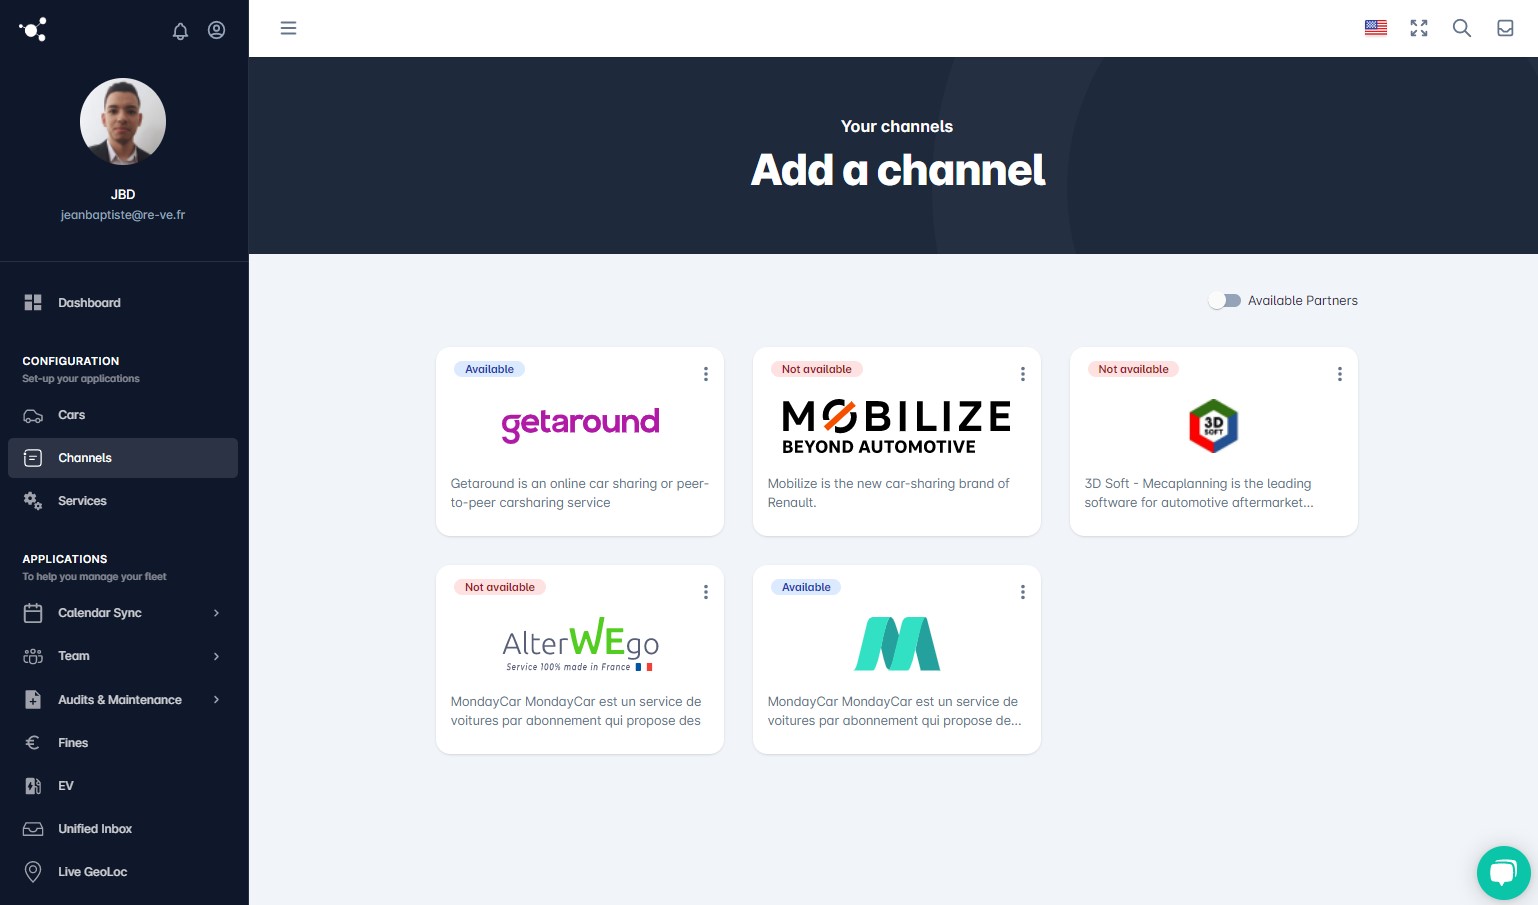 JBD
jeanbaptiste@re-ve.fr
Dashboard
CONFIGURATION
Set-up your applications
Cars
Channels
Services
APPLICATIONS
To help you manage your fleet
Calendar Sync
Team
Audits & Maintenance
Fines
EV
Unified Inbox
Live GeoLoc
Your channels
Add a channel
Available Partners
Available
getaround
Getaround is an online car sharing or peer-
to-peer carsharing service
Not available
MOBILIZE
BEYOND AUTOMOTIVE
Mobilize is the new car-sharing brand of
Renault.
Not available
3D
SOFT
3D Soft - Mecaplanning is the leading
software for automotive aftermarket...
Not available
AlterWEgo
Service 100% made in France
MondayCar MondayCar est un service de
voitures par abonnement qui propose des
Available
MondayCar MondayCar est un service de
voitures par abonnement qui propose de...